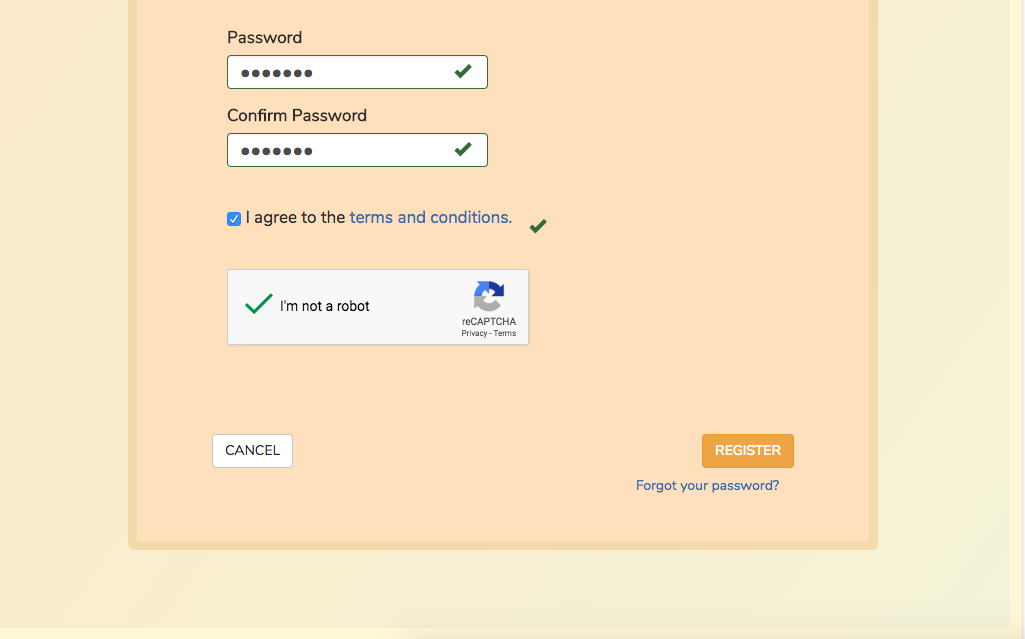 Password
•••••••
Confirm Password
•••••••
I agree to the terms and conditions.
I'm not a robot
reCAPTCHA
Privacy - Terms
CANCEL
REGISTER
Forgot your password?